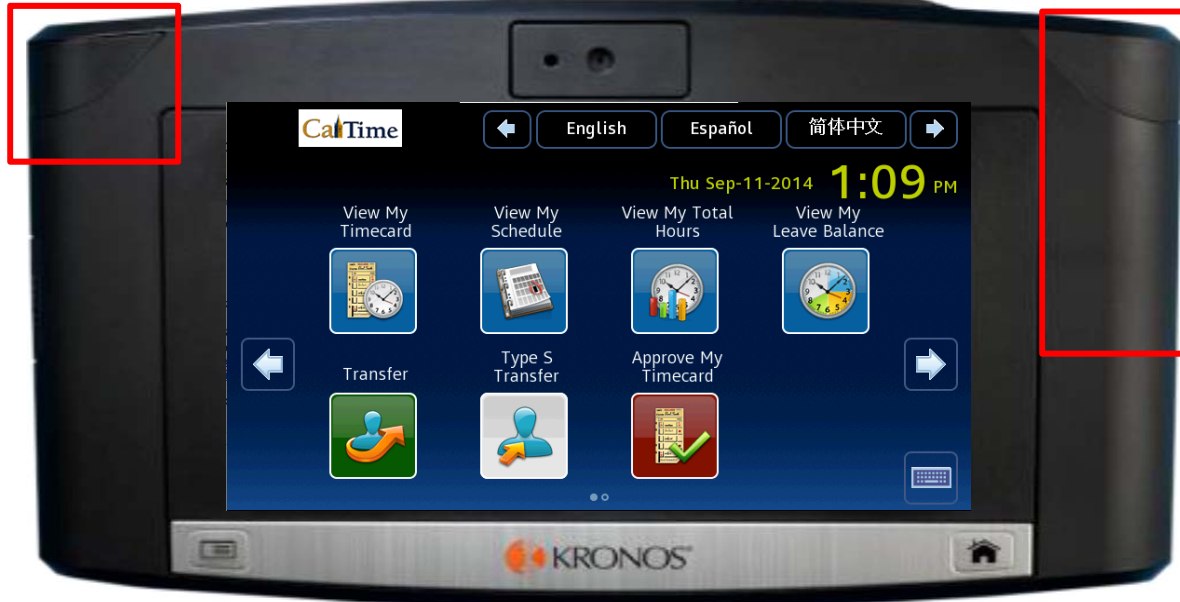 CalTime
English
Español
简体中文
Thu Sep-11-2014 1:09 PM
View My
Timecard
View My
Schedule
View My Total
Hours
View My
Leave Balance
Transfer
Type S
Transfer
Approve My
Timecard
KRONOS